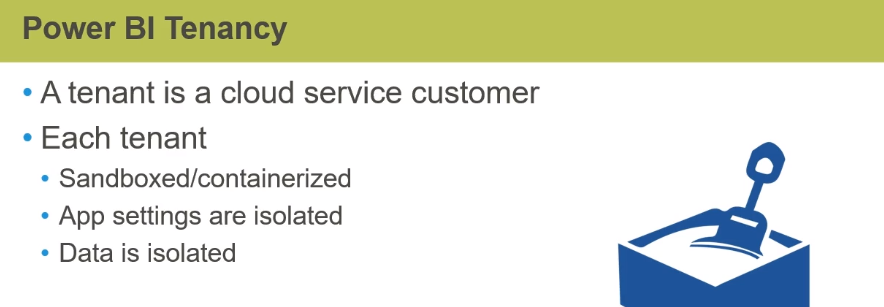 Power BI Tenancy
• A tenant is a cloud service customer
• Each tenant
• Sandboxed/containerized
• App settings are isolated
• Data is isolated